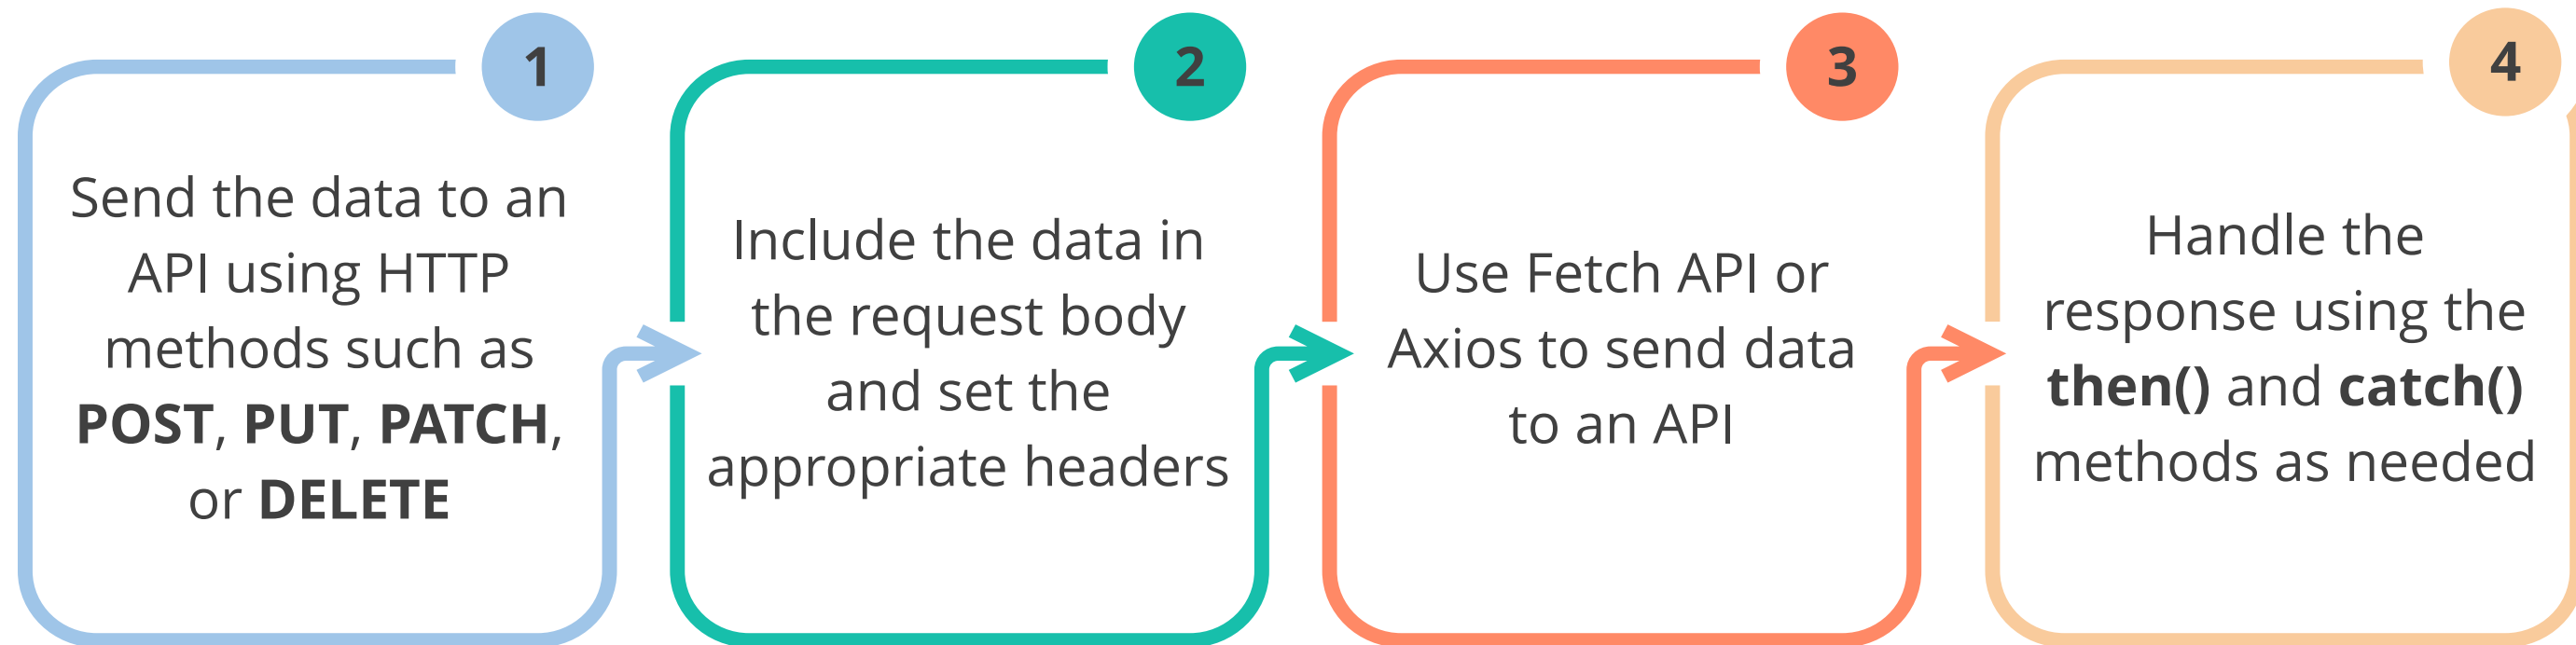 1
Send the data to an
API using HTTP
methods such as
POST, PUT, PATCH,
or DELETE
2
Include the data in
the request body
and set the
appropriate headers
3
Use Fetch API or
Axios to send data
to an API
4
Handle the
response using the
then() and catch()
methods as needed